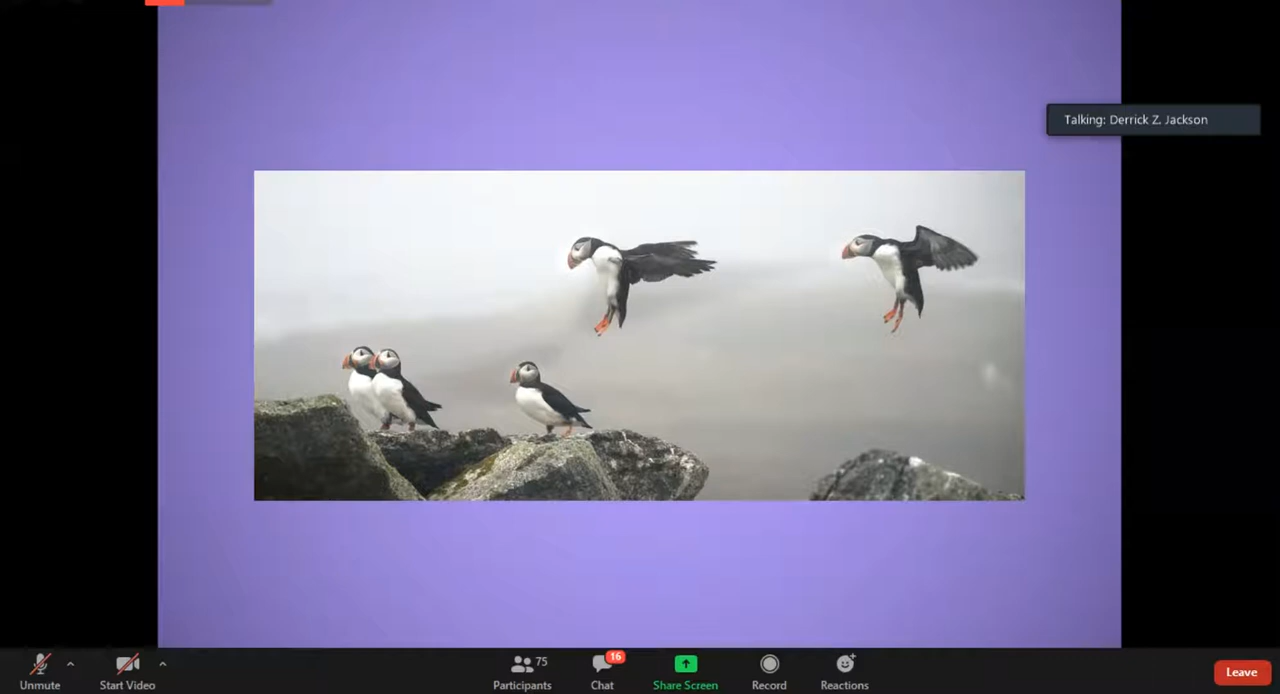 Talking: Derrick Z. Jackson
Unmute
Start Video
75
Participants
16
Chat
Share Screen
Record
Reactions
Leave